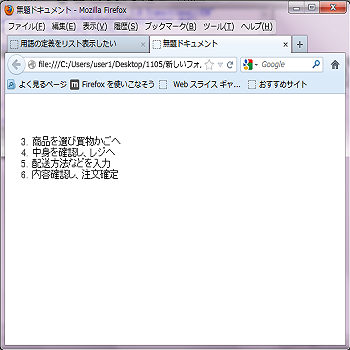 無題ドキュメント - Mozilla Firefox
ファイル(F) 編集(E) 表示(V) 履歴(S) ブックマーク(B) ツール(T) ヘルプ(H)
用語の定義をリスト表示したい × 無題ドキュメント × +
file:///C:/Users/user1/Desktop/1105/新しいフォ Google
よく見るページ Firefox を使いこなそう Web スライス ギャ... おすすめサイト
3. 商品を選び買物かごへ
4. 中身を確認し、レジへ
5. 配送方法などを入力
6. 内容確認し、注文確定